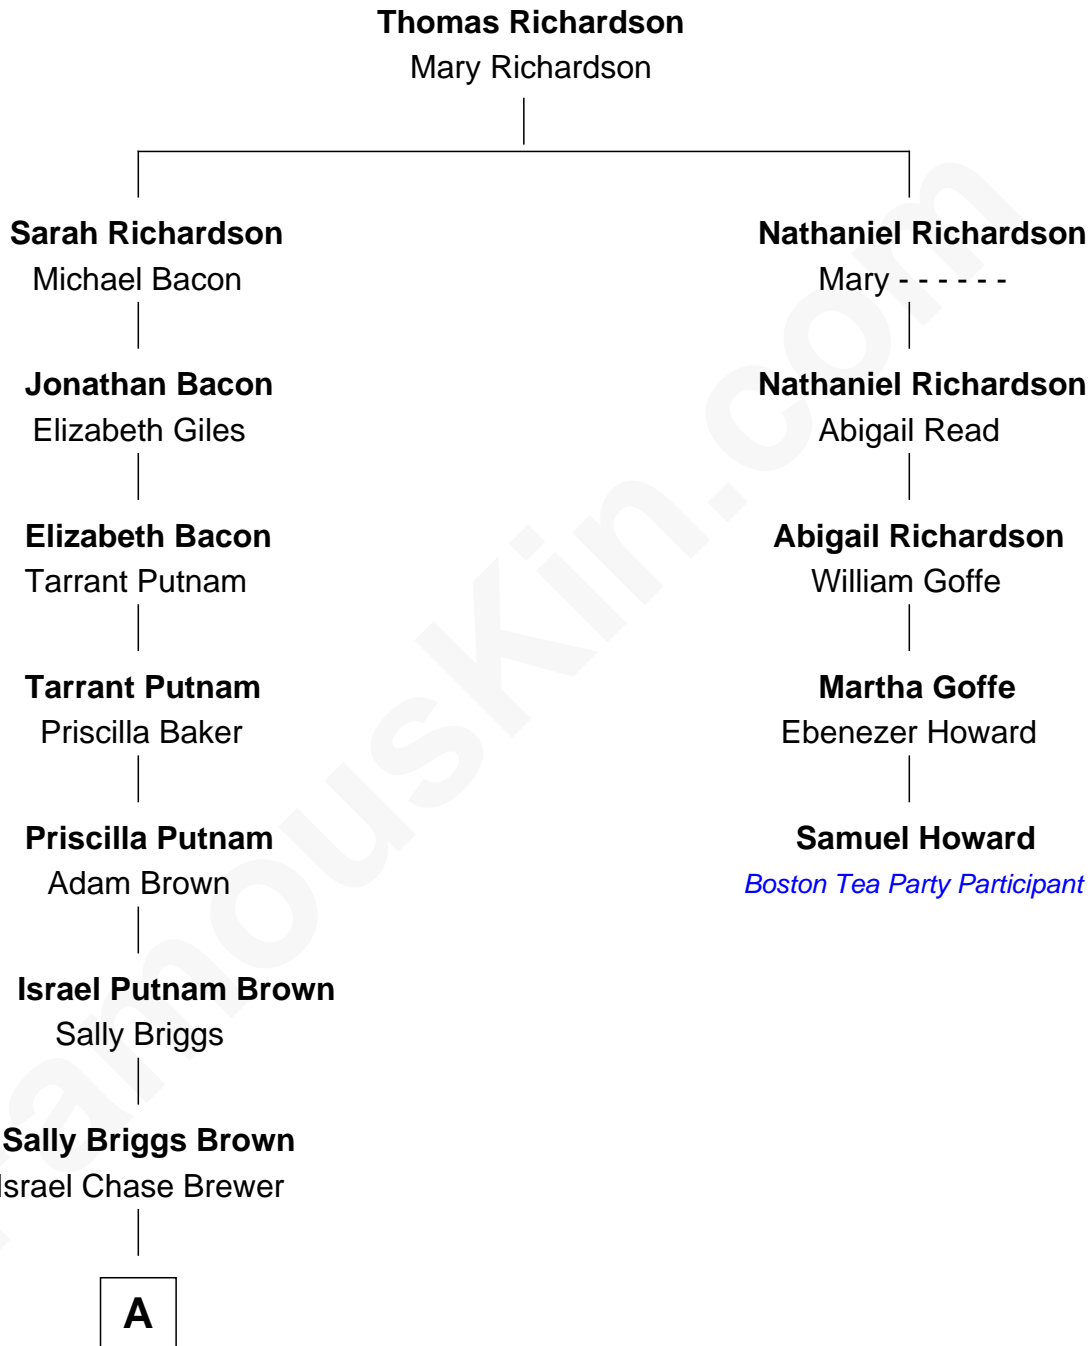 Thomas Richardson
Mary Richardson
Sarah Richardson
Michael Bacon
Nathaniel Richardson
Mary - - - - - -
Jonathan Bacon
Elizabeth Giles
Nathaniel Richardson
Abigail Read
Elizabeth Bacon
Tarrant Putnam
Abigail Richardson
William Goffe
Tarrant Putnam
Priscilla Baker
Martha Goffe
Ebenezer Howard
Priscilla Putnam
Adam Brown
Samuel Howard
Boston Tea Party Participant
Israel Putnam Brown
Sally Briggs
Sally Briggs Brown
Israel Chase Brewer
A
FamousKin.com